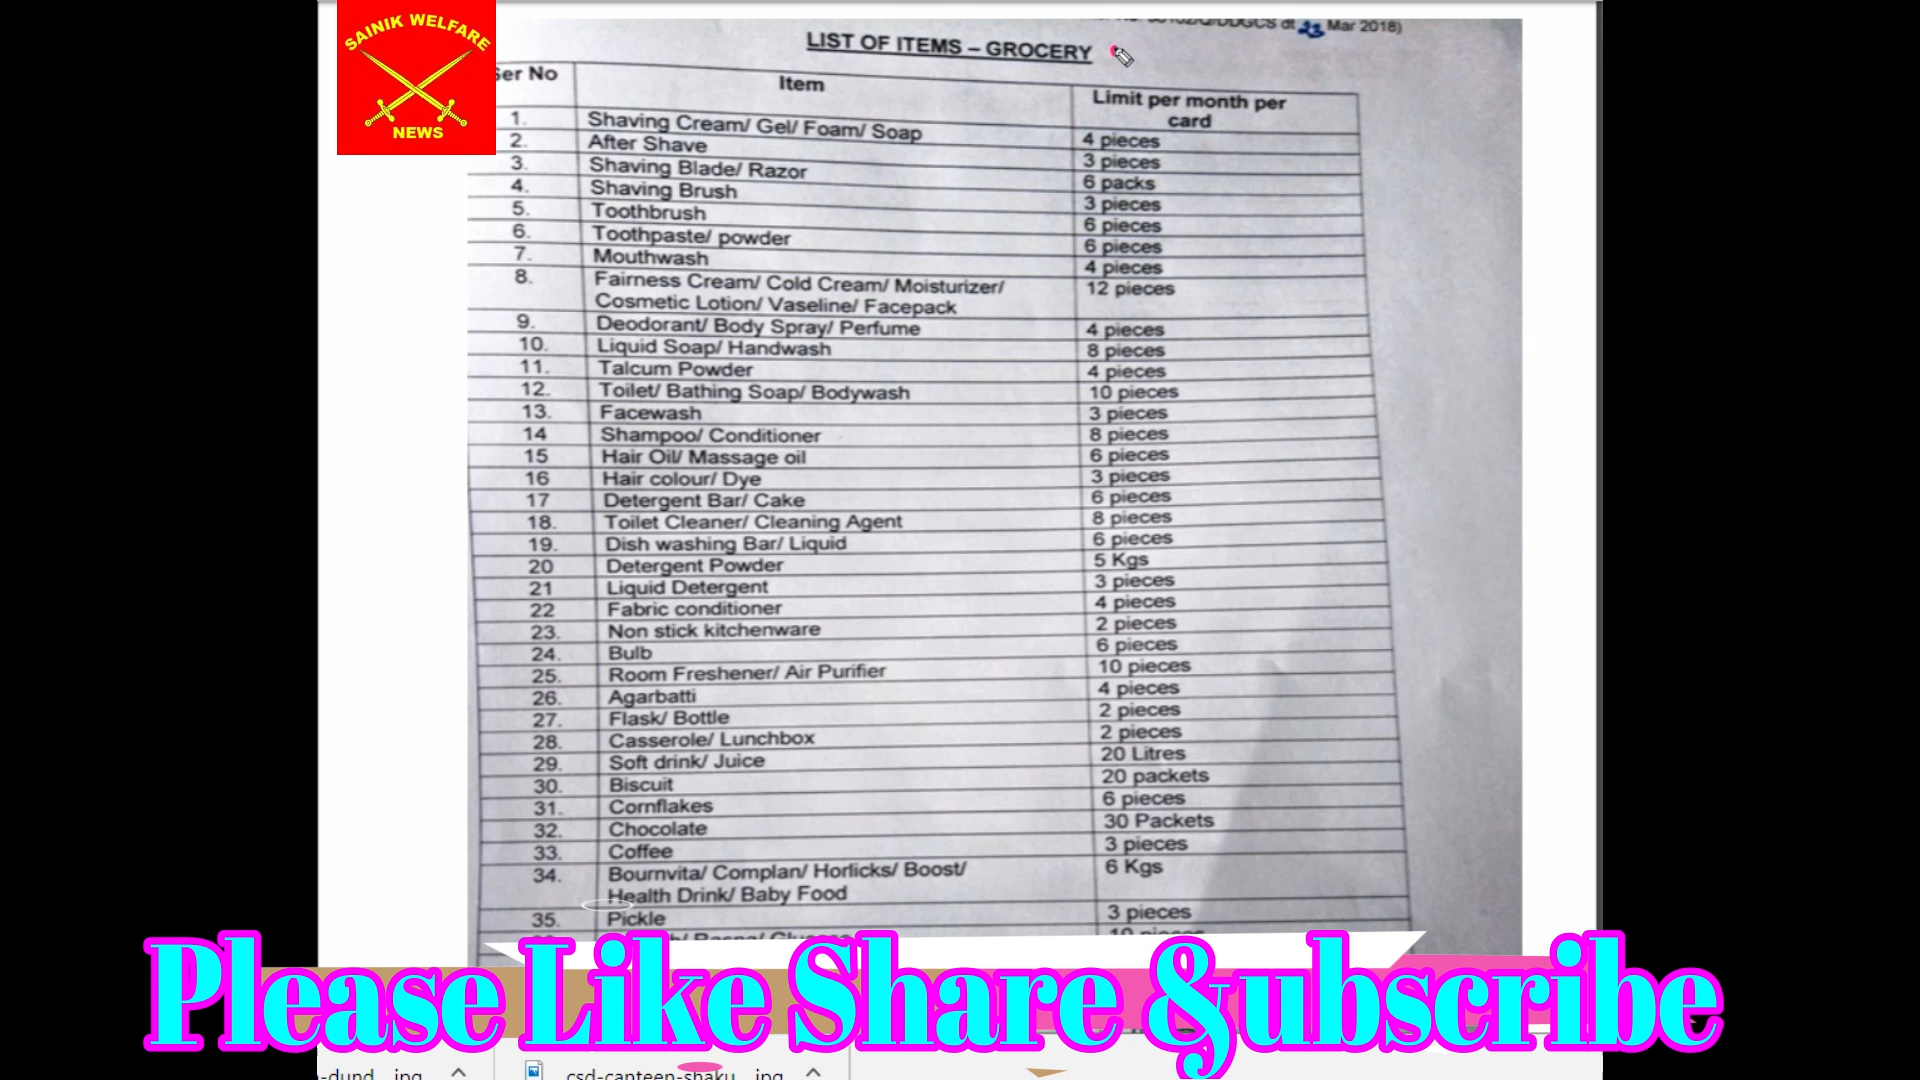 SAINIK WELFARE
NEWS
dt 23 Mar 2018)
LIST OF ITEMS – GROCERY
Ser No Item Limit per month per card
1. Shaving Cream/ Gel/ Foam/ Soap 4 pieces
2. After Shave 3 pieces
3. Shaving Blade/ Razor 6 packs
4. Shaving Brush 3 pieces
5. Toothbrush 6 pieces
6. Toothpaste/ powder 6 pieces
7. Mouthwash 4 pieces
8. Fairness Cream/ Cold Cream/ Moisturizer/ 12 pieces
Cosmetic Lotion/ Vaseline/ Facepack
9. Deodorant/ Body Spray/ Perfume 4 pieces
10. Liquid Soap/ Handwash 8 pieces
11. Talcum Powder 4 pieces
12. Toilet/ Bathing Soap/ Bodywash 10 pieces
13. Facewash 3 pieces
14 Shampoo/ Conditioner 8 pieces
15 Hair Oil/ Massage oil 6 pieces
16 Hair colour/ Dye 3 pieces
17 Detergent Bar/ Cake 6 pieces
18. Toilet Cleaner/ Cleaning Agent 8 pieces
19. Dish washing Bar/ Liquid 6 pieces
20 Detergent Powder 5 Kgs
21 Liquid Detergent 3 pieces
22 Fabric conditioner 4 pieces
23. Non stick kitchenware 2 pieces
24. Bulb 6 pieces
25. Room Freshener/ Air Purifier 10 pieces
26. Agarbatti 4 pieces
27. Flask/ Bottle 2 pieces
28. Casserole/ Lunchbox 2 pieces
29. Soft drink/ Juice 20 Litres
30. Biscuit 20 packets
31. Cornflakes 6 pieces
32. Chocolate 30 Packets
33. Coffee 3 pieces
34. Bournvita/ Complan/ Horlicks/ Boost/ 6 Kgs
Health Drink/ Baby Food
35. Pickle 3 pieces
10 pieces
Please Like Share &ubscribe
csd-canteen-shaku....jpg